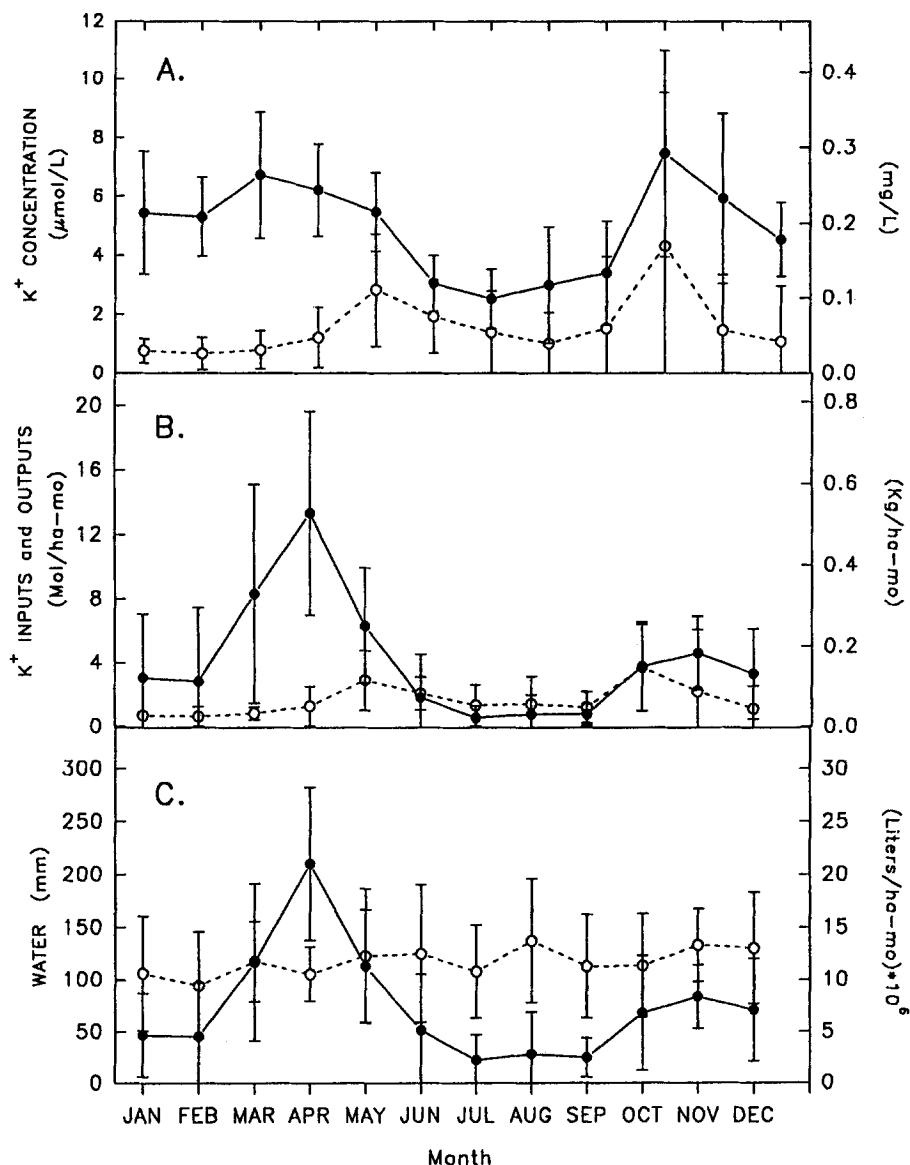 A.
K⁺ CONCENTRATION
(μmol/L)
12
10
8
6
4
2
0
0.4
0.3
0.2
0.1
0.0
(mg/L)
B.
K⁺ INPUTS and OUTPUTS
(Mol/ha-mo)
20
16
12
8
4
0
0.8
0.6
0.4
0.2
0.0
(Kg/ha-mo)
C.
WATER (mm)
300
250
200
150
100
50
0
30
25
20
15
10
5
0
(Liters/ha-mo)*10⁶
JAN FEB MAR APR MAY JUN JUL AUG SEP OCT NOV DEC
Month